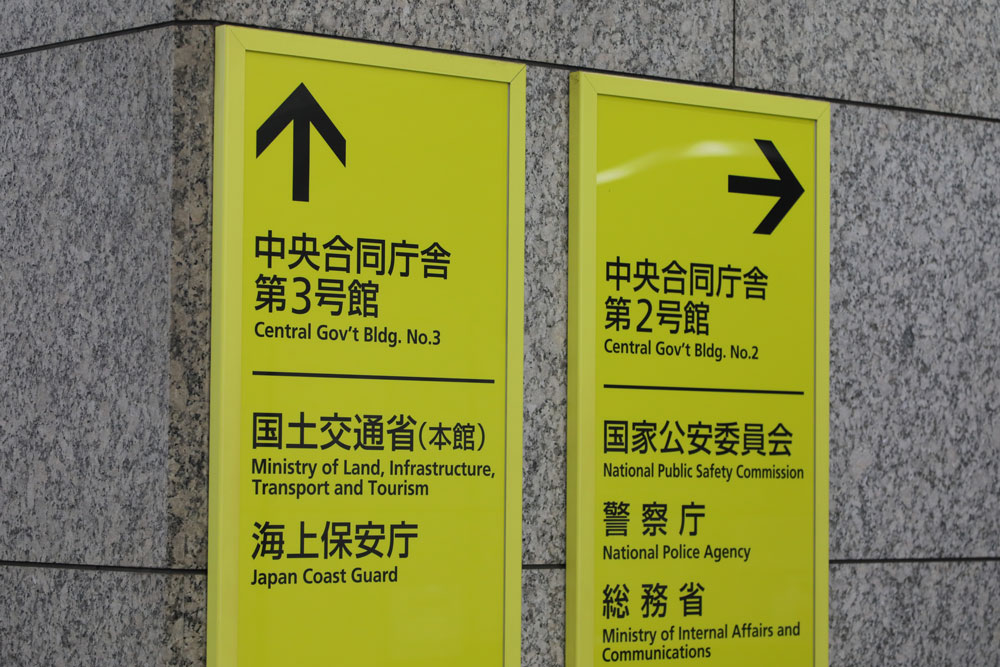 中央合同庁舎
第3号館
Central Gov't Bldg. No.3
国土交通省(本館)
Ministry of Land, Infrastructure,
Transport and Tourism
海上保安庁
Japan Coast Guard
中央合同庁舎
第2号館
Central Gov't Bldg. No.2
国家公安委員会
National Public Safety Commission
警察庁
National Police Agency
総務省
Ministry of Internal Affairs and
Communications